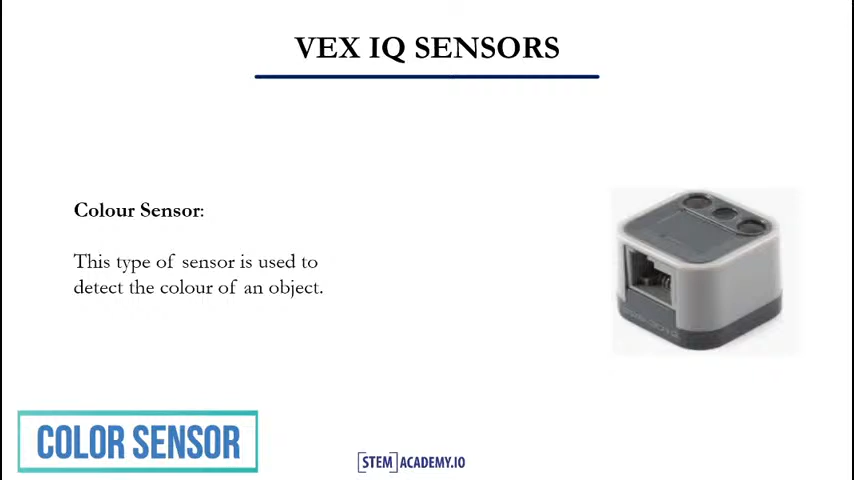 VEX IQ SENSORS
Colour Sensor:
This type of sensor is used to
detect the colour of an object.
COLOR SENSOR
[STEM]ACADEMY.IO